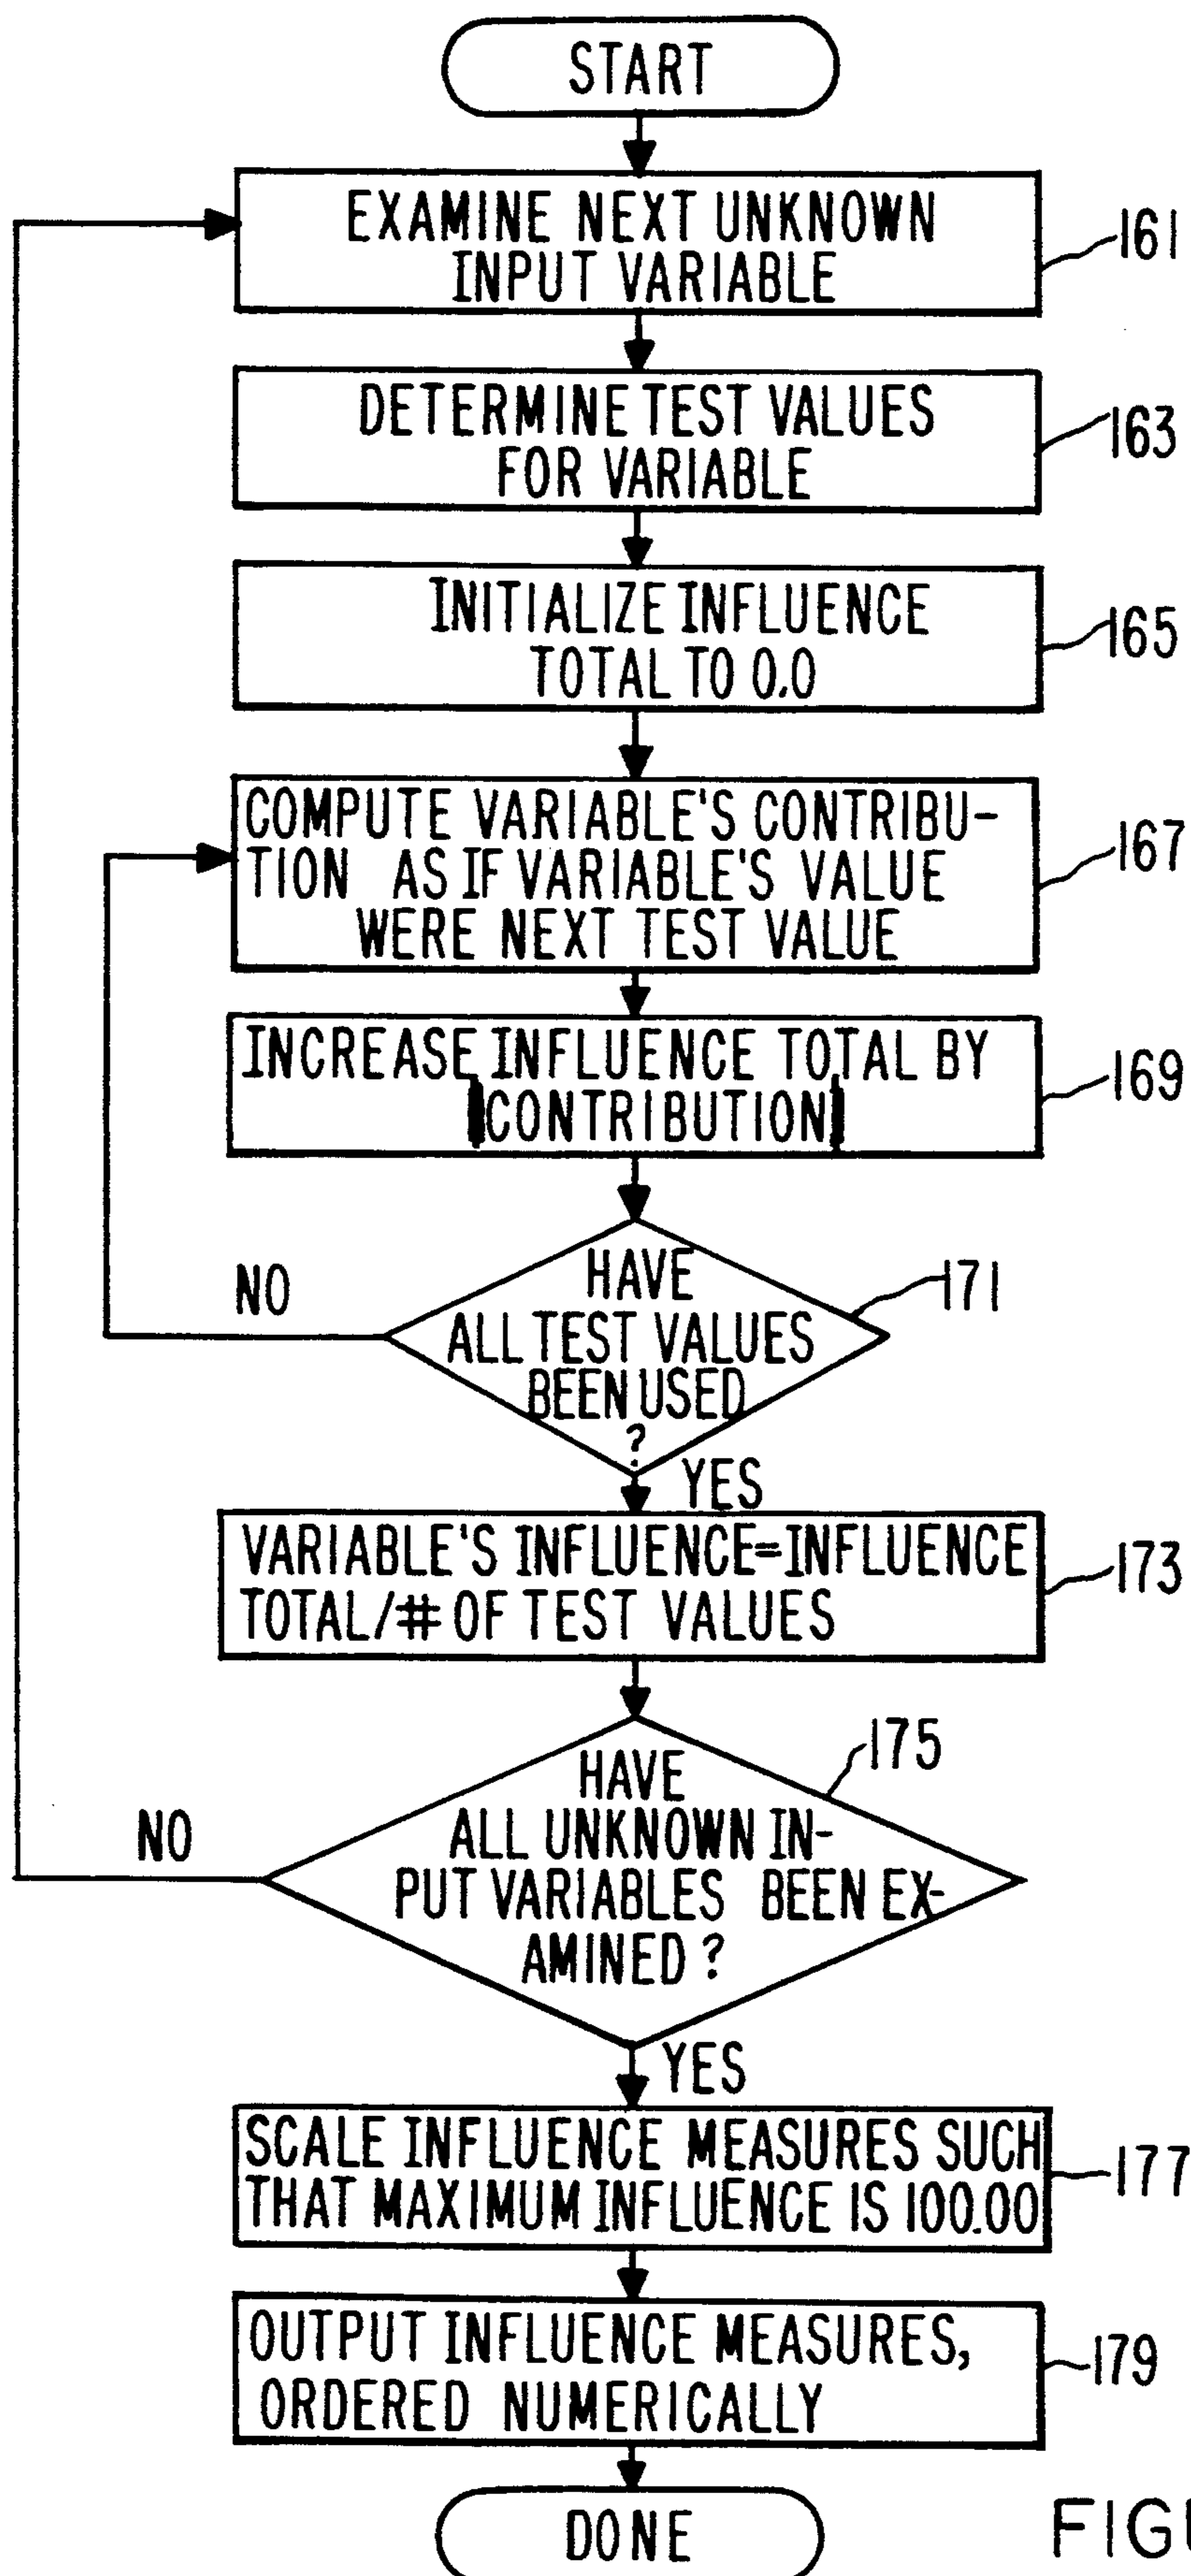 START
EXAMINE NEXT UNKNOWN
INPUT VARIABLE
161
DETERMINE TEST VALUES
FOR VARIABLE
163
INITIALIZE INFLUENCE
TOTAL TO 0.0
165
COMPUTE VARIABLE'S CONTRIBU-
TION AS IF VARIABLE'S VALUE
WERE NEXT TEST VALUE
167
INCREASE INFLUENCE TOTAL BY
|CONTRIBUTION|
169
HAVE
ALL TEST VALUES
BEEN USED
?
171
NO
YES
VARIABLE'S INFLUENCE=INFLUENCE
TOTAL/# OF TEST VALUES
173
HAVE
ALL UNKNOWN IN-
PUT VARIABLES BEEN EX-
AMINED ?
175
NO
YES
SCALE INFLUENCE MEASURES SUCH
THAT MAXIMUM INFLUENCE IS 100.00
177
OUTPUT INFLUENCE MEASURES,
ORDERED NUMERICALLY
179
DONE